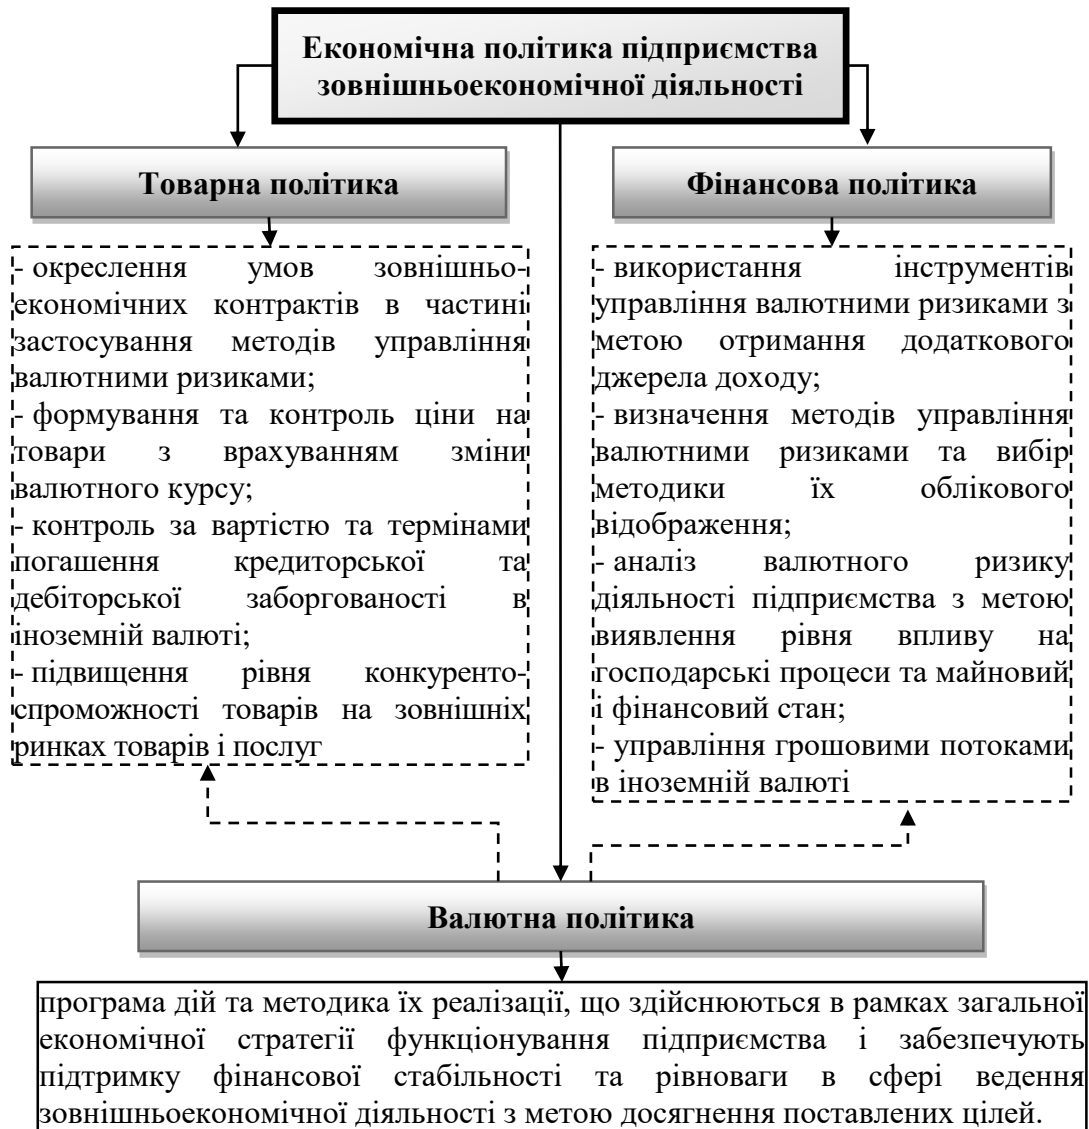 Економічна політика підприємства
зовнішньоекономічної діяльності
Товарна політика
- окреслення умов зовнішньо-
економічних контрактів в частині
застосування методів управління
валютними ризиками;
- формування та контроль ціни на
товари з врахуванням зміни
валютного курсу;
- контроль за вартістю та термінами
погашення кредиторської та
дебіторської заборгованості в
іноземній валюті;
- підвищення рівня конкуренто-
спроможності товарів на зовнішніх
ринках товарів і послуг
Фінансова політика
- використання інструментів
управління валютними ризиками з
метою отримання додаткового
джерела доходу;
- визначення методів управління
валютними ризиками та вибір
методики їх облікового
відображення;
- аналіз валютного ризику
діяльності підприємства з метою
виявлення рівня впливу на
господарські процеси та майновий
і фінансовий стан;
- управління грошовими потоками
в іноземній валюті
Валютна політика
програма дій та методика їх реалізації, що здійснюються в рамках загальної
економічної стратегії функціонування підприємства і забезпечують
підтримку фінансової стабільності та рівноваги в сфері ведення
зовнішньоекономічної діяльності з метою досягнення поставлених цілей.